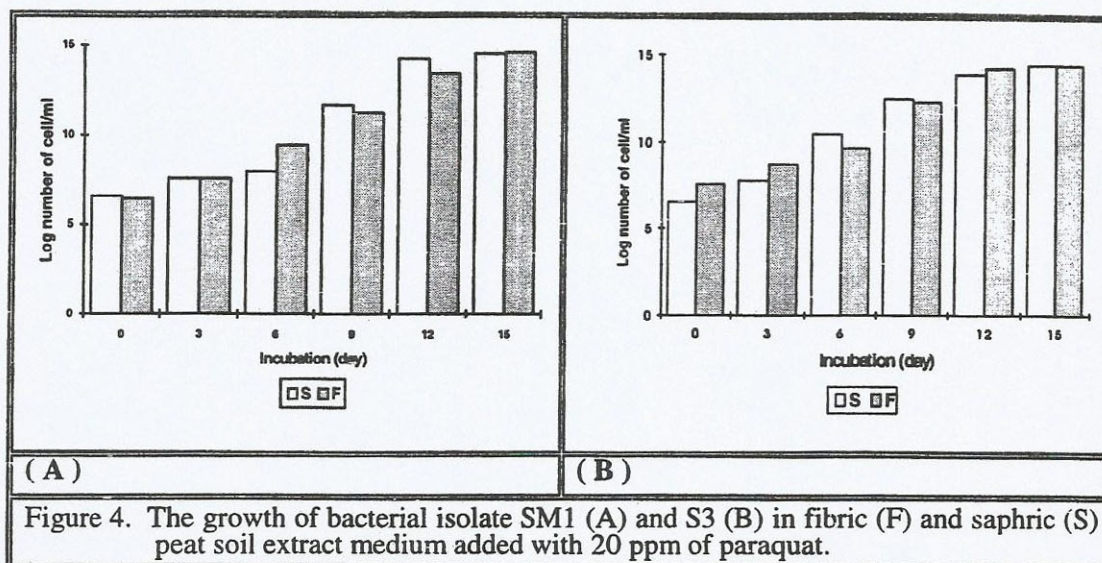 15
10
5
0
Log number of cell/ml
0 3 6 9 12 15
Incubation (day)
S F
(A)
15
10
5
0
Log number of cell/ml
0 3 6 9 12 15
Incubation (day)
S F
(B)
Figure 4. The growth of bacterial isolate SM1 (A) and S3 (B) in fibric (F) and saphric (S)
peat soil extract medium added with 20 ppm of paraquat.